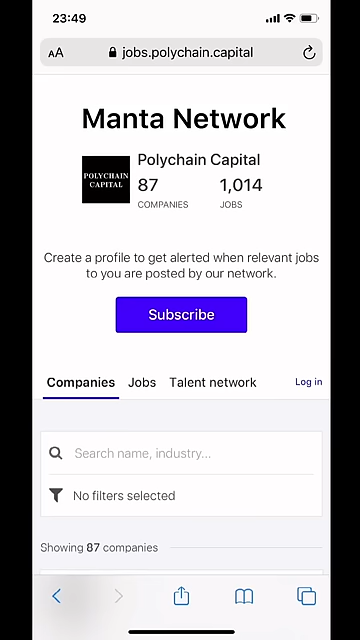 23:49
AA jobs.polychain.capital
Manta Network
POLYCHAIN
CAPITAL
Polychain Capital
87 1,014
COMPANIES JOBS
Create a profile to get alerted when relevant jobs
to you are posted by our network.
Subscribe
Companies Jobs Talent network Log in
Search name, industry...
No filters selected
Showing 87 companies